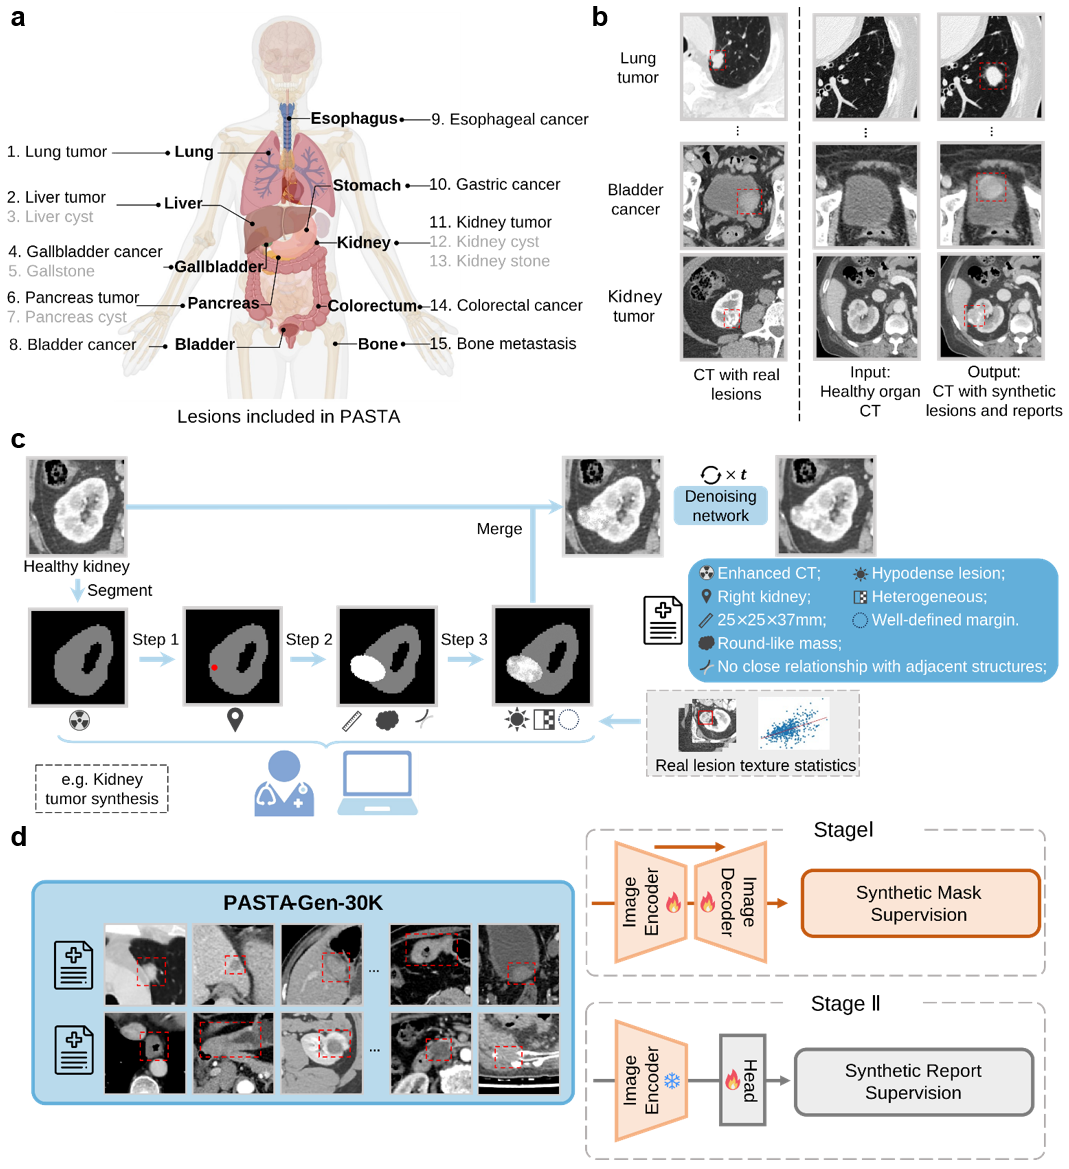 a
Esophagus
9. Esophageal cancer
1. Lung tumor
Lung
Stomach
10. Gastric cancer
2. Liver tumor
3. Liver cyst
Liver
11. Kidney tumor
12. Kidney cyst
13. Kidney stone
Kidney
4. Gallbladder cancer
5. Gallstone
Gallbladder
6. Pancreas tumor
7. Pancreas cyst
Pancreas
Colorectum
14. Colorectal cancer
8. Bladder cancer
Bladder
Bone
15. Bone metastasis
Lesions included in PASTA
b
Lung
tumor
...
...
...
Bladder
cancer
Kidney
tumor
CT with real
lesions
Input:
Healthy organ
CT
Output:
CT with synthetic
lesions and reports
c
Healthy kidney
Segment
Step 1
Step 2
Step 3
Merge
× t
Denoising
network
Enhanced CT;
Hypodense lesion;
Right kidney;
Heterogeneous;
25×25×37mm;
Well-defined margin.
Round-like mass;
No close relationship with adjacent structures;
Real lesion texture statistics
e.g. Kidney
tumor synthesis
d
PASTA-Gen-30K
...
...
StageⅠ
Image
Encoder
Image
Decoder
Synthetic Mask
Supervision
Stage Ⅱ
Image
Encoder
Head
Synthetic Report
Supervision